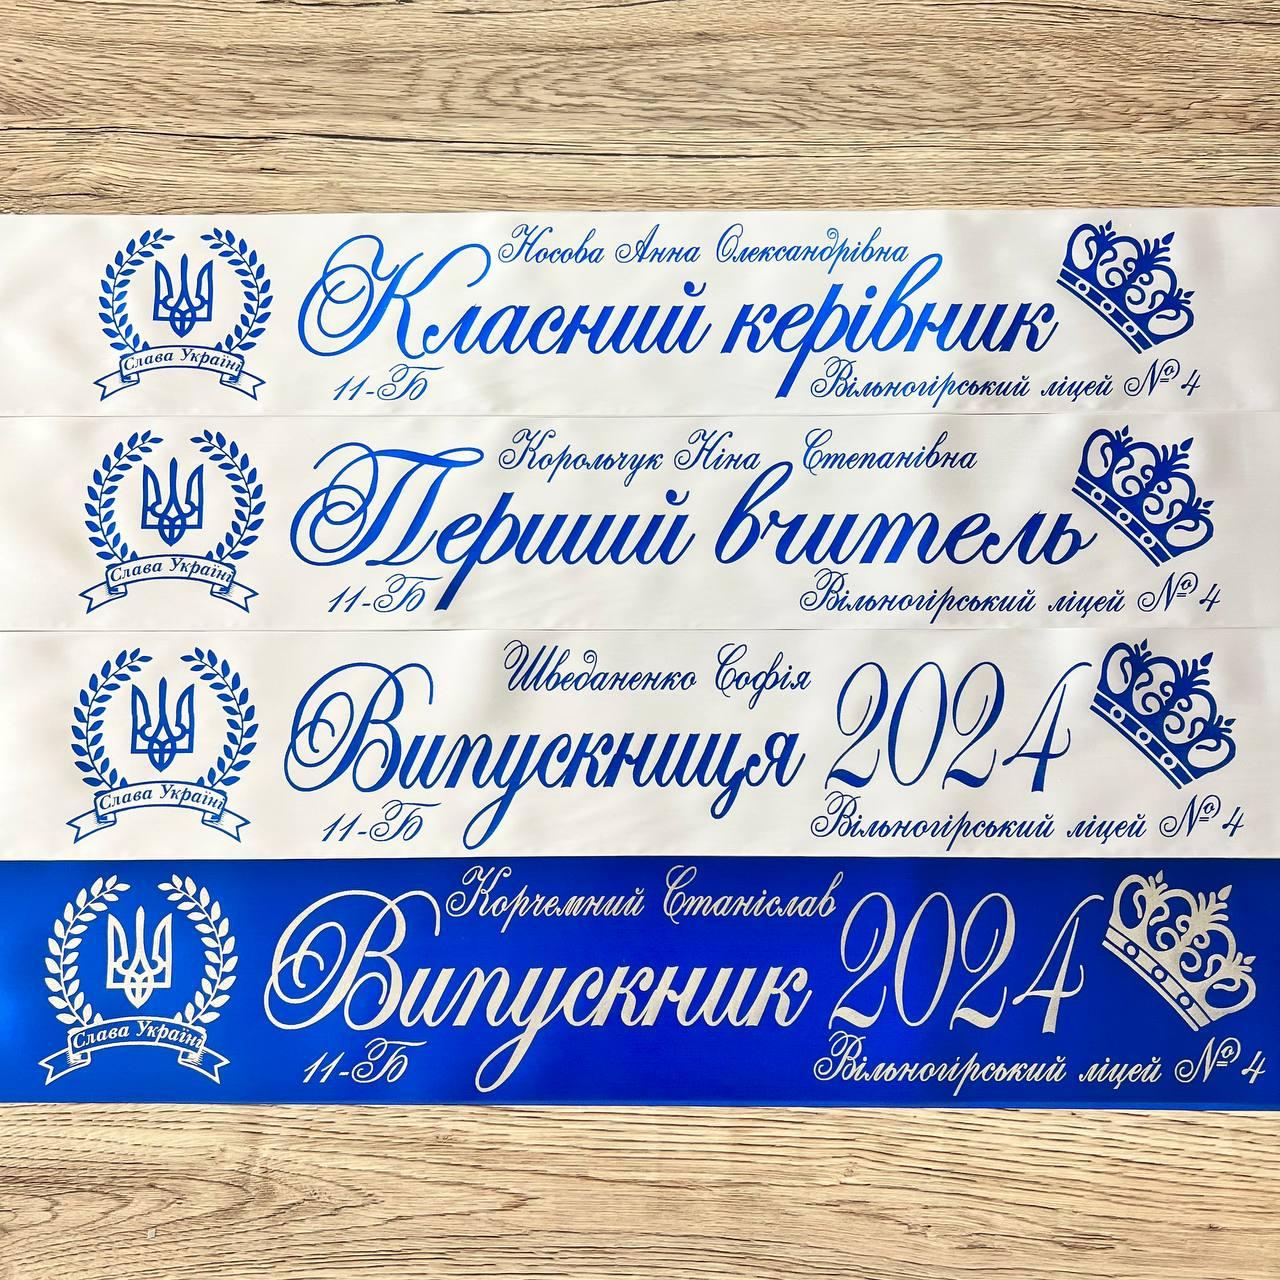 Носова Анна Олександрівна
Класний керівник
Слава Україні
11-Б
Вільногірський ліцей № 4
Корольчук Ніна Степанівна
Перший вчитель
Слава Україні
11-Б
Вільногірський ліцей № 4
Шведаненко Софія
Випускниця 2024
Слава Україні
11-Б
Вільногірський ліцей № 4
Корчемний Станіслав
Випускник 2024
Слава Україні
11-Б
Вільногірський ліцей № 4